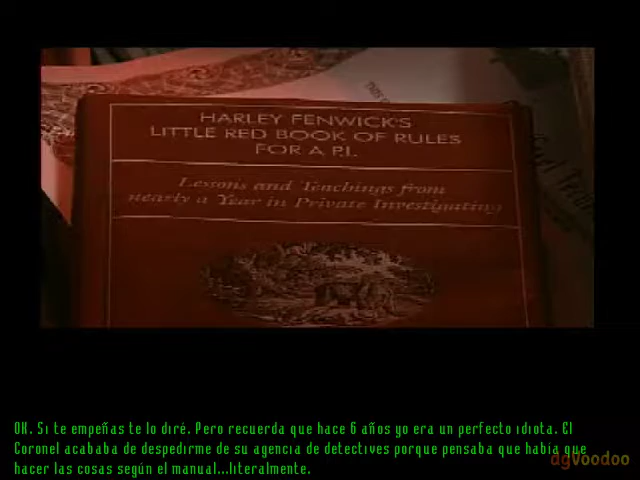 HARLEY FENWICK'S
LITTLE RED BOOK OF RULES
FOR A P.I.
Lessons and Teachings from
nearly a Year in Private Investigating
OK. Si te empeñas te lo diré. Pero recuerda que hace 6 años yo era un perfecto idiota. El
Coronel acababa de despedirme de su agencia de detectives porque pensaba que había que
hacer las cosas según el manual...literalmente.
dgVoodoo